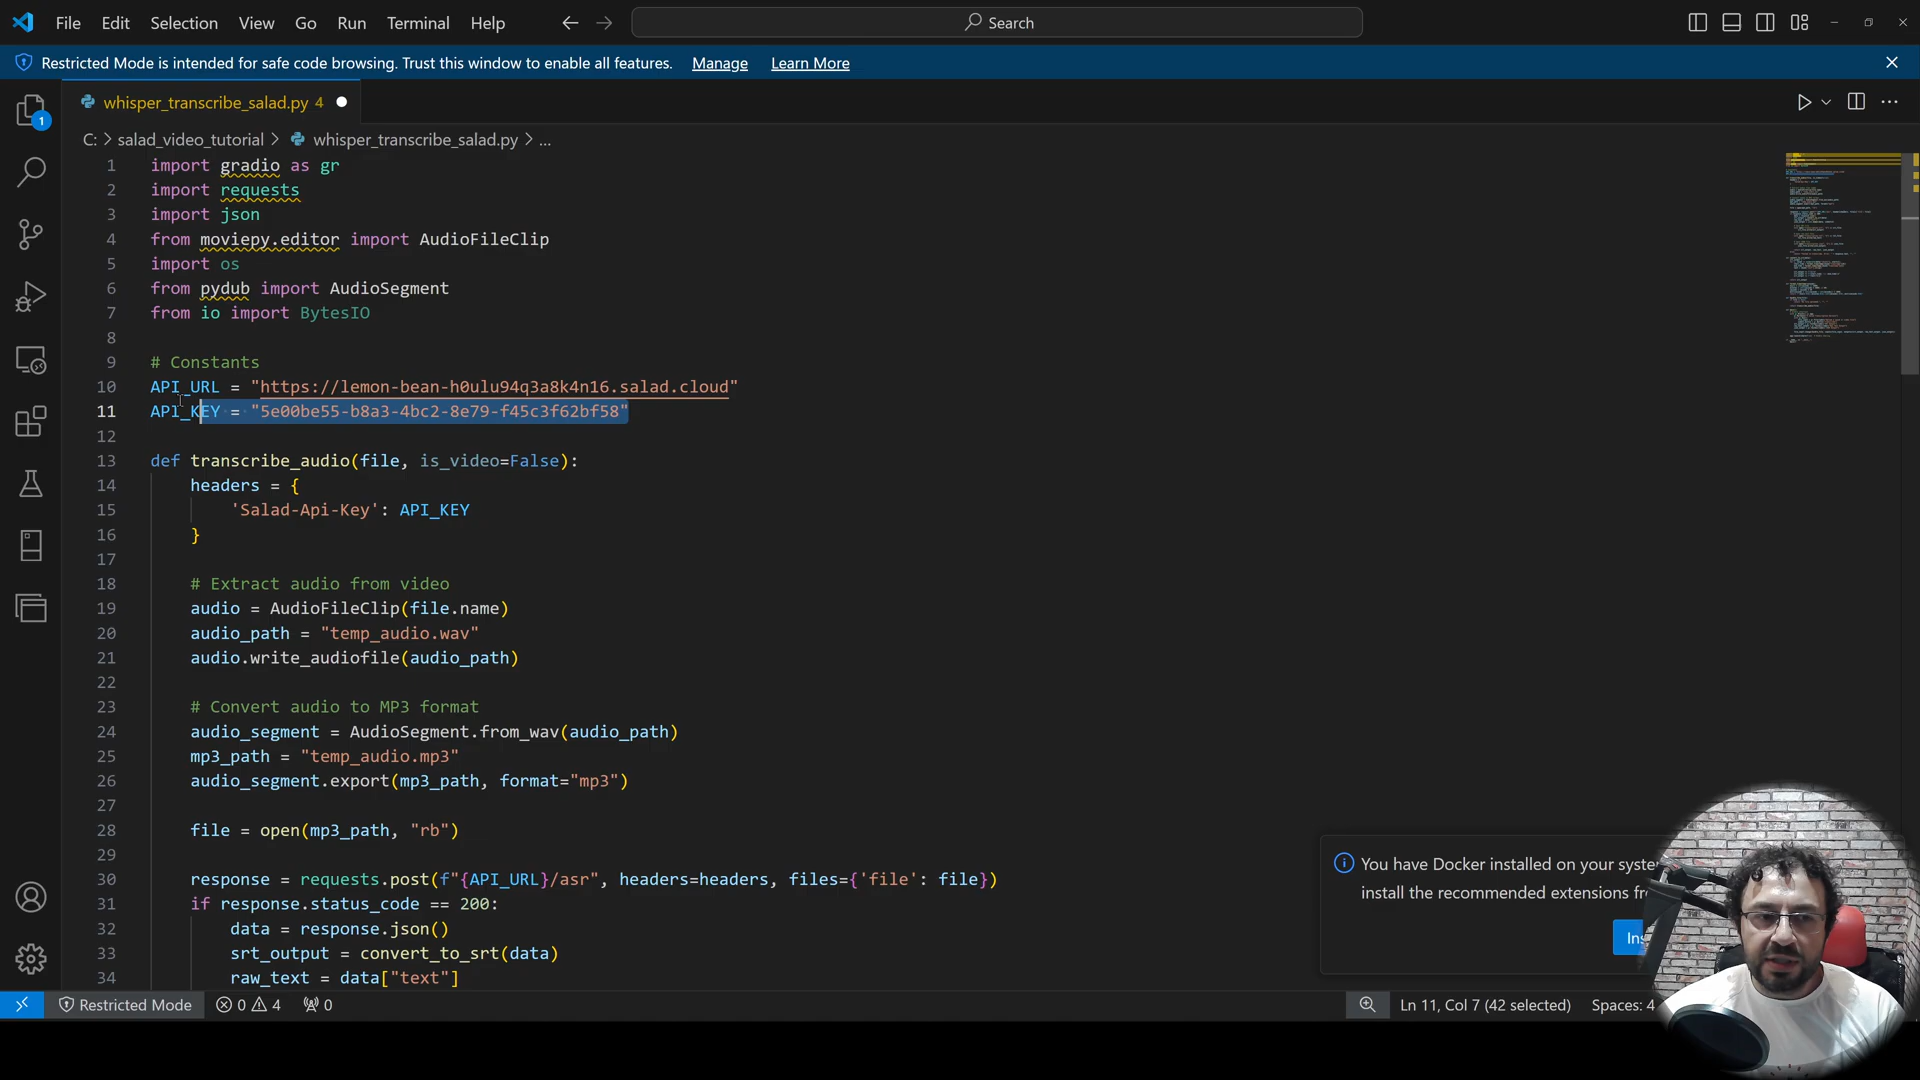 File Edit Selection View Go Run Terminal Help Search
Restricted Mode is intended for safe code browsing. Trust this window to enable all features. Manage Learn More
whisper_transcribe_salad.py 4
1
C: > salad_video_tutorial > whisper_transcribe_salad.py > ...
1 import gradio as gr
2 import requests
3 import json
4 from moviepy.editor import AudioFileClip
5 import os
6 from pydub import AudioSegment
7 from io import BytesIO
8
9 # Constants
10 API_URL = "https://lemon-bean-h0ulu94q3a8k4n16.salad.cloud"
11 API_KEY = "5e00be55-b8a3-4bc2-8e79-f45c3f62bf58"
12
13 def transcribe_audio(file, is_video=False):
14 headers = {
15 'Salad-Api-Key': API_KEY
16 }
17
18 # Extract audio from video
19 audio = AudioFileClip(file.name)
20 audio_path = "temp_audio.wav"
21 audio.write_audiofile(audio_path)
22
23 # Convert audio to MP3 format
24 audio_segment = AudioSegment.from_wav(audio_path)
25 mp3_path = "temp_audio.mp3"
26 audio_segment.export(mp3_path, format="mp3")
27
28 file = open(mp3_path, "rb")
29
30 response = requests.post(f"{API_URL}/asr", headers=headers, files={'file': file})
31 if response.status_code == 200:
32 data = response.json()
33 srt_output = convert_to_srt(data)
34 raw_text = data["text"]
You have Docker installed on your syste
install the recommended extensions fr
Ins
Restricted Mode 0 4 0 Ln 11, Col 7 (42 selected) Spaces: 4